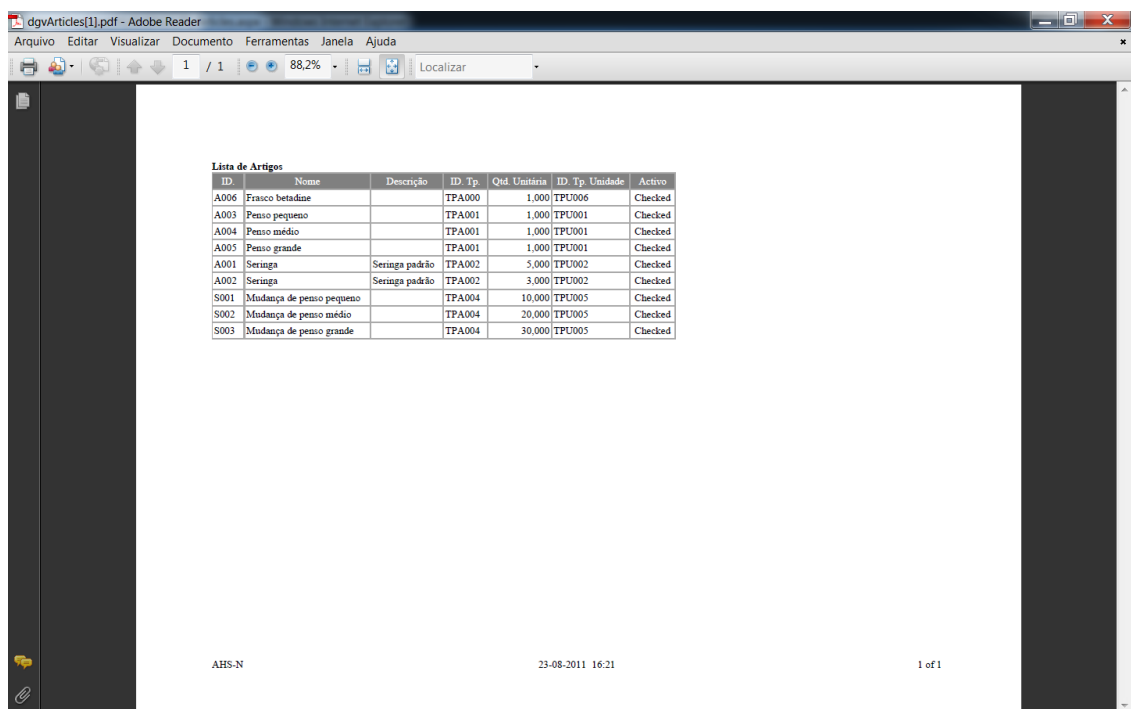 dgvArticles[1].pdf - Adobe Reader
Arquivo Editar Visualizar Documento Ferramentas Janela Ajuda
1 / 1 88,2% Localizar
Lista de Artigos
ID. Nome Descrição ID. Tp. Qtd. Unitária ID. Tp. Unidade Activo
A006 Frasco betadine TPA000 1,000 TPU006 Checked
A003 Penso pequeno TPA001 1,000 TPU001 Checked
A004 Penso médio TPA001 1,000 TPU001 Checked
A005 Penso grande TPA001 1,000 TPU001 Checked
A001 Seringa Seringa padrão TPA002 5,000 TPU002 Checked
A002 Seringa Seringa padrão TPA002 3,000 TPU002 Checked
S001 Mudança de penso pequeno TPA004 10,000 TPU005 Checked
S002 Mudança de penso médio TPA004 20,000 TPU005 Checked
S003 Mudança de penso grande TPA004 30,000 TPU005 Checked
AHS-N 23-08-2011 16:21 1 of 1